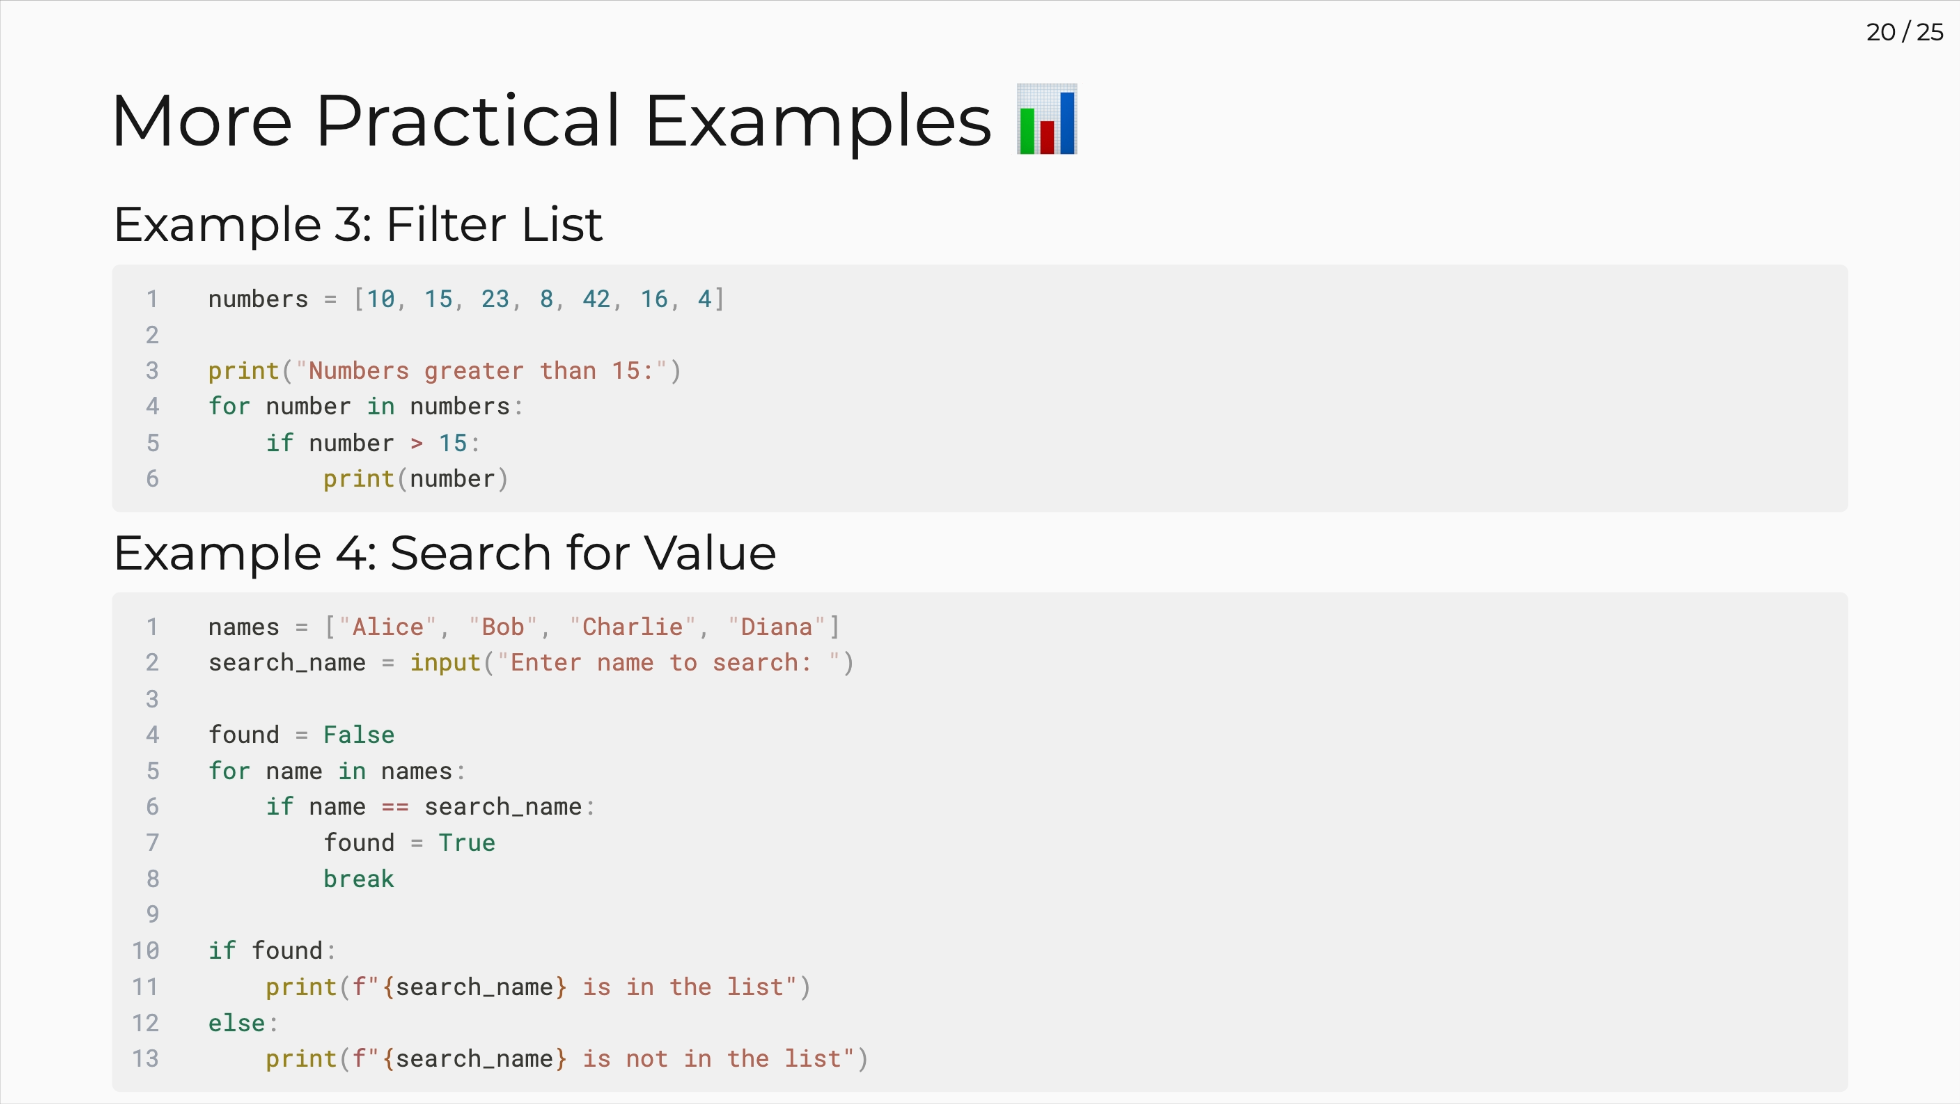 20 / 25
More Practical Examples 📊
Example 3: Filter List
1 numbers = [10, 15, 23, 8, 42, 16, 4]
2
3 print("Numbers greater than 15:")
4 for number in numbers:
5     if number > 15:
6         print(number)
Example 4: Search for Value
1 names = ["Alice", "Bob", "Charlie", "Diana"]
2 search_name = input("Enter name to search: ")
3
4 found = False
5 for name in names:
6     if name == search_name:
7         found = True
8         break
9
10 if found:
11     print(f"{search_name} is in the list")
12 else:
13     print(f"{search_name} is not in the list")